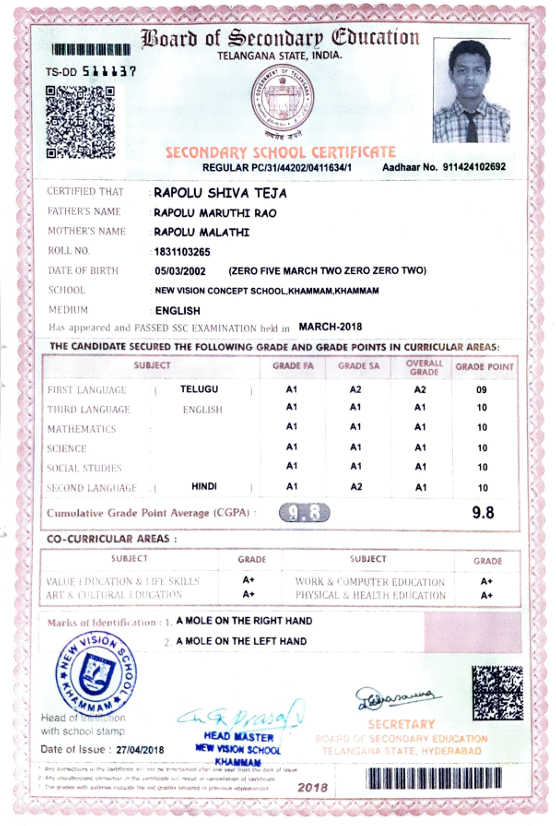 Board of Secondary Education
TELANGANA STATE, INDIA.
TS-DD 511137
GOVERNMENT OF TELANGANA
सत्यमेव जयते
SECONDARY SCHOOL CERTIFICATE
REGULAR PC/31/44202/0411634/1 Aadhaar No. 911424102692
CERTIFIED THAT : RAPOLU SHIVA TEJA
FATHER'S NAME : RAPOLU MARUTHI RAO
MOTHER'S NAME : RAPOLU MALATHI
ROLL NO. : 1831103265
DATE OF BIRTH : 05/03/2002 (ZERO FIVE MARCH TWO ZERO ZERO TWO)
SCHOOL : NEW VISION CONCEPT SCHOOL,KHAMMAM,KHAMMAM
MEDIUM : ENGLISH
Has appeared and PASSED SSC EXAMINATION held in MARCH-2018
THE CANDIDATE SECURED THE FOLLOWING GRADE AND GRADE POINTS IN CURRICULAR AREAS:
SUBJECT GRADE FA GRADE SA OVERALL GRADE GRADE POINT
FIRST LANGUAGE ( TELUGU ) A1 A2 A2 09
THIRD LANGUAGE : ENGLISH A1 A1 A1 10
MATHEMATICS : A1 A1 A1 10
SCIENCE : A1 A1 A1 10
SOCIAL STUDIES : A1 A1 A1 10
SECOND LANGUAGE : ( HINDI ) A1 A2 A1 10
Cumulative Grade Point Average (CGPA) : 9.8 9.8
CO-CURRICULAR AREAS :
SUBJECT GRADE SUBJECT GRADE
VALUE EDUCATION & LIFE SKILLS A+ WORK & COMPUTER EDUCATION A+
ART & CULTURAL EDUCATION A+ PHYSICAL & HEALTH EDUCATION A+
Marks of Identification : 1. A MOLE ON THE RIGHT HAND
2. A MOLE ON THE LEFT HAND
NEW VISION SCHOOL
KHAMMAM
Head of Institution
with school stamp
HEAD MASTER
NEW VISION SCHOOL
KHAMMAM
SECRETARY
BOARD OF SECONDARY EDUCATION
TELANGANA STATE, HYDERABAD
Date of Issue : 27/04/2018
1. Any corrections in the certificate will not be entertained after one year from the date of issue
2. Any unauthorised correction in the certificate will result in cancellation of certificate
3. The grades with asterisks indicate the old grades secured in previous appearances
2018